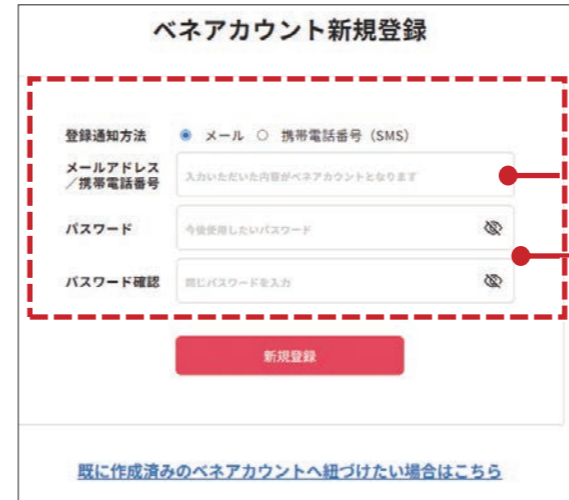 ベネアカウント新規登録
登録通知方法 メール 携帯電話番号（SMS）
メールアドレス
／携帯電話番号 入力いただいた内容がベネアカウントとなります
パスワード 今後使用したいパスワード
パスワード確認 同じパスワードを入力
新規登録
既に作成済みのベネアカウントへ紐づけたい場合はこちら